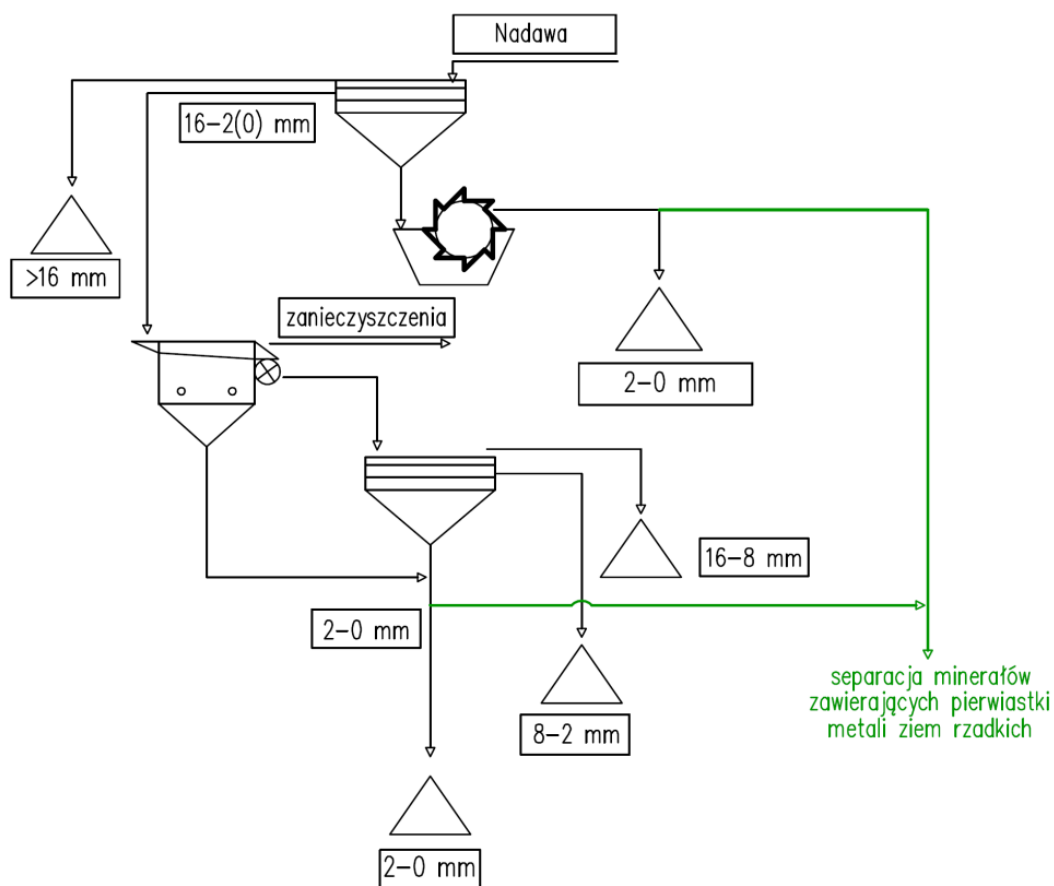 Nadawa
16-2(0) mm
>16 mm
zanieczyszczenia
2-0 mm
16-8 mm
2-0 mm
8-2 mm
separacja minerałów
zawierających pierwiastki
metali ziem rzadkich
2-0 mm